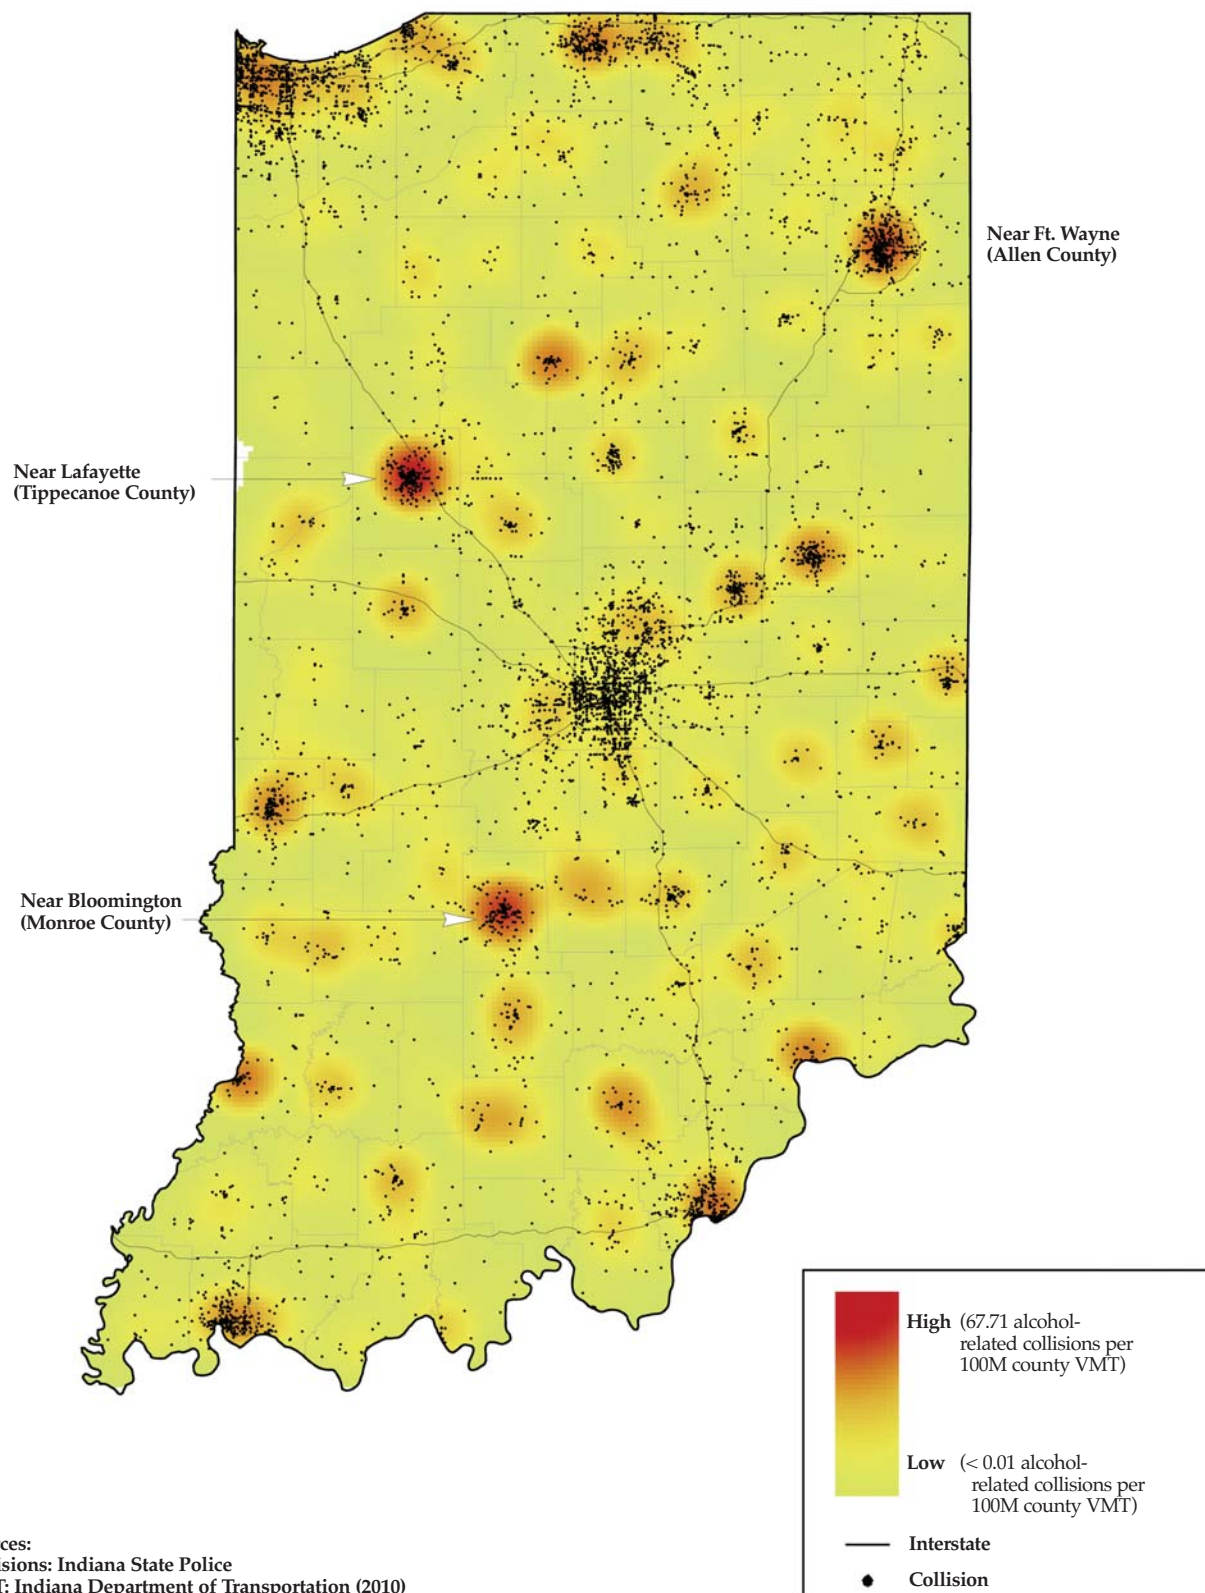 Near Ft. Wayne
(Allen County)
Near Lafayette
(Tippecanoe County)
Near Bloomington
(Monroe County)
High (67.71 alcohol-
related collisions per
100M county VMT)
Low (< 0.01 alcohol-
related collisions per
100M county VMT)
Interstate
Collision
rces:
isions: Indiana State Police
T: Indiana Department of Transportation (2010)